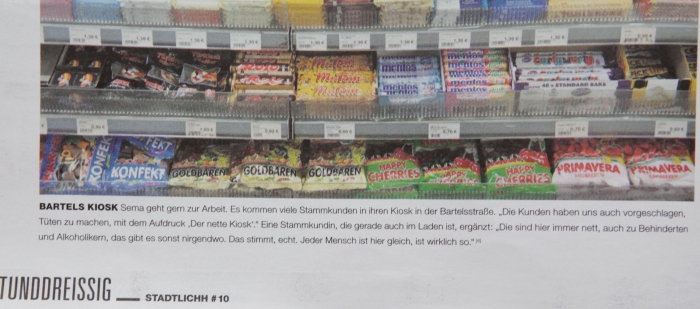 mentos
mentos
mentos
mentos
KONFEKT
KONFEKT
GOLDBÄREN
GOLDBÄREN
GOLDBÄREN
HAPPY CHERRIES
HAPPY CHERRIES
PRIMAVERA
PRIMAVERA
BARTELS KIOSK Sema geht gern zur Arbeit. Es kommen viele Stammkunden in ihren Kiosk in der Bartelsstraße. „Die Kunden haben uns auch vorgeschlagen,
Tüten zu machen, mit dem Aufdruck ‚Der nette Kiosk‘.“ Eine Stammkundin, die gerade auch im Laden ist, ergänzt: „Die sind hier immer nett, auch zu Behinderten
und Alkoholikern, das gibt es sonst nirgendwo. Das stimmt, echt. Jeder Mensch ist hier gleich, ist wirklich so.“
TUNDDREISSIG __ STADTLICHH #10